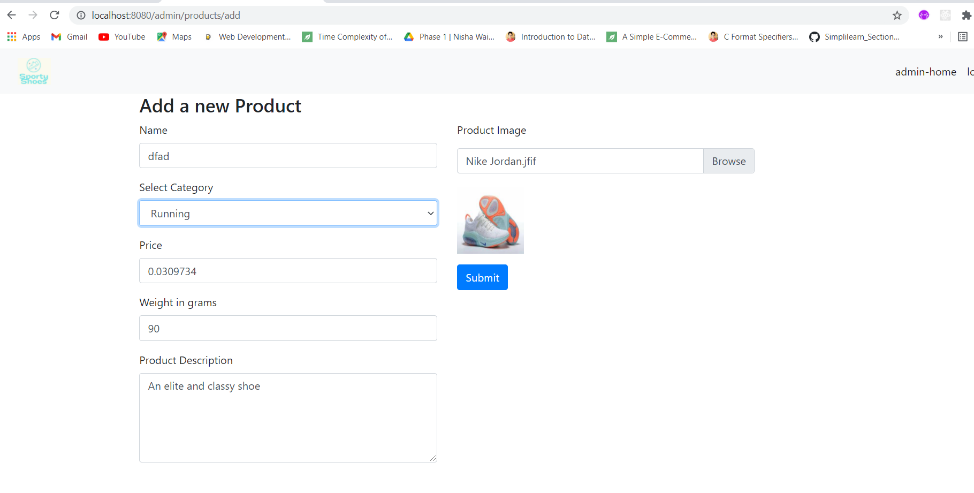 localhost:8080/admin/products/add
Apps Gmail YouTube Maps Web Development... Time Complexity of... Phase 1 | Nisha Wai... Introduction to Dat... A Simple E-Comme... C Format Specifiers... Simplilearn_Section... »
Sporty
Shoes
admin-home lo
Add a new Product
Name
dfad
Select Category
Running
Price
0.0309734
Weight in grams
90
Product Description
An elite and classy shoe
Product Image
Nike Jordan.jfif Browse
Submit